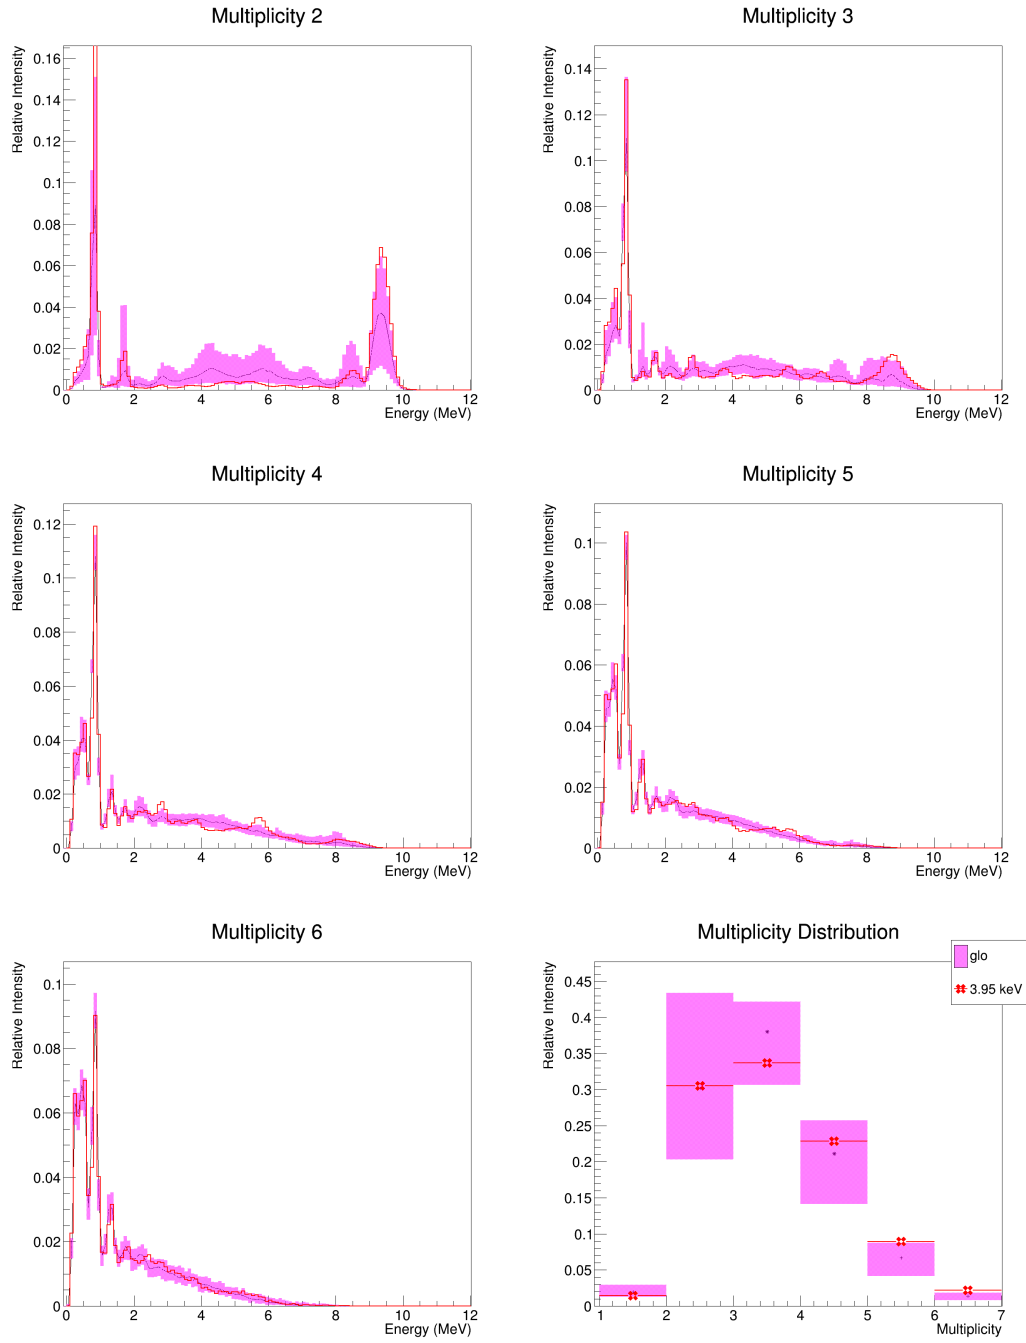 Multiplicity 2
Relative Intensity
0.16
0.14
0.12
0.1
0.08
0.06
0.04
0.02
0
0 2 4 6 8 10 12
Energy (MeV)
Multiplicity 3
Relative Intensity
0.14
0.12
0.1
0.08
0.06
0.04
0.02
0
0 2 4 6 8 10 12
Energy (MeV)
Multiplicity 4
Relative Intensity
0.12
0.1
0.08
0.06
0.04
0.02
0
0 2 4 6 8 10 12
Energy (MeV)
Multiplicity 5
Relative Intensity
0.1
0.08
0.06
0.04
0.02
0
0 2 4 6 8 10 12
Energy (MeV)
Multiplicity 6
Relative Intensity
0.1
0.08
0.06
0.04
0.02
0
0 2 4 6 8 10 12
Energy (MeV)
Multiplicity Distribution
glo
3.95 keV
Relative Intensity
0.45
0.4
0.35
0.3
0.25
0.2
0.15
0.1
0.05
0
1 2 3 4 5 6 7
Multiplicity